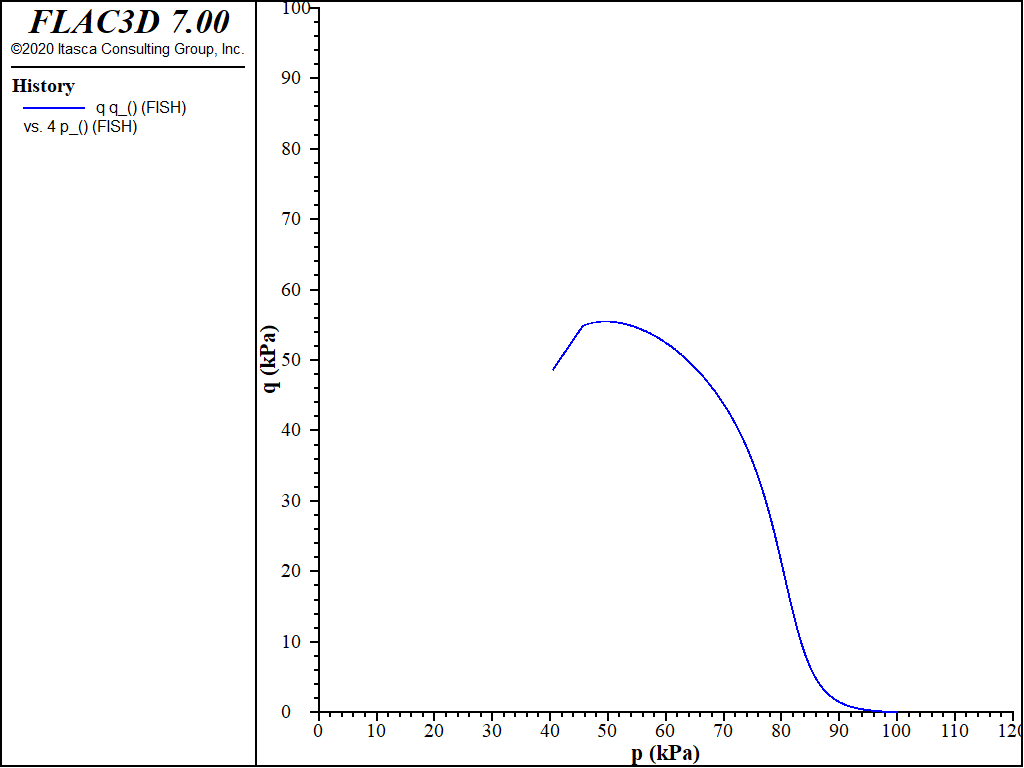 FLAC3D 7.00
©2020 Itasca Consulting Group, Inc.
History
q q_() (FISH)
vs. 4 p_() (FISH)
100
90
80
70
60
50
40
30
20
10
0
q (kPa)
0 10 20 30 40 50 60 70 80 90 100 110 120
p (kPa)